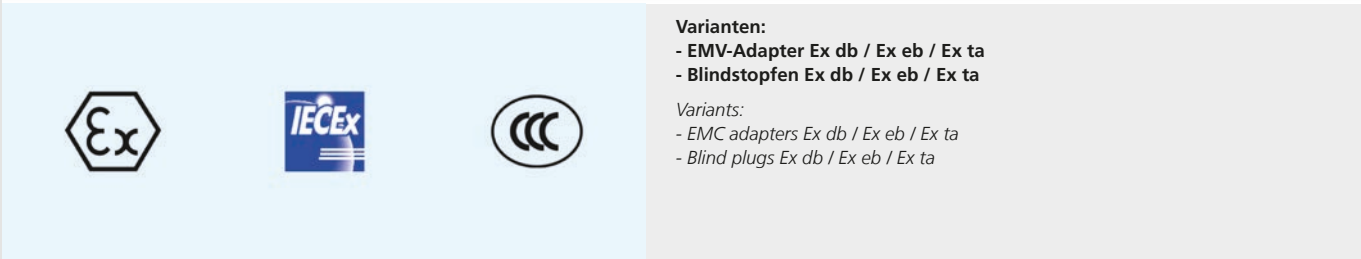 Ex
IECEx
CCC
Varianten:
- EMV-Adapter Ex db / Ex eb / Ex ta
- Blindstopfen Ex db / Ex eb / Ex ta
Variants:
- EMC adapters Ex db / Ex eb / Ex ta
- Blind plugs Ex db / Ex eb / Ex ta